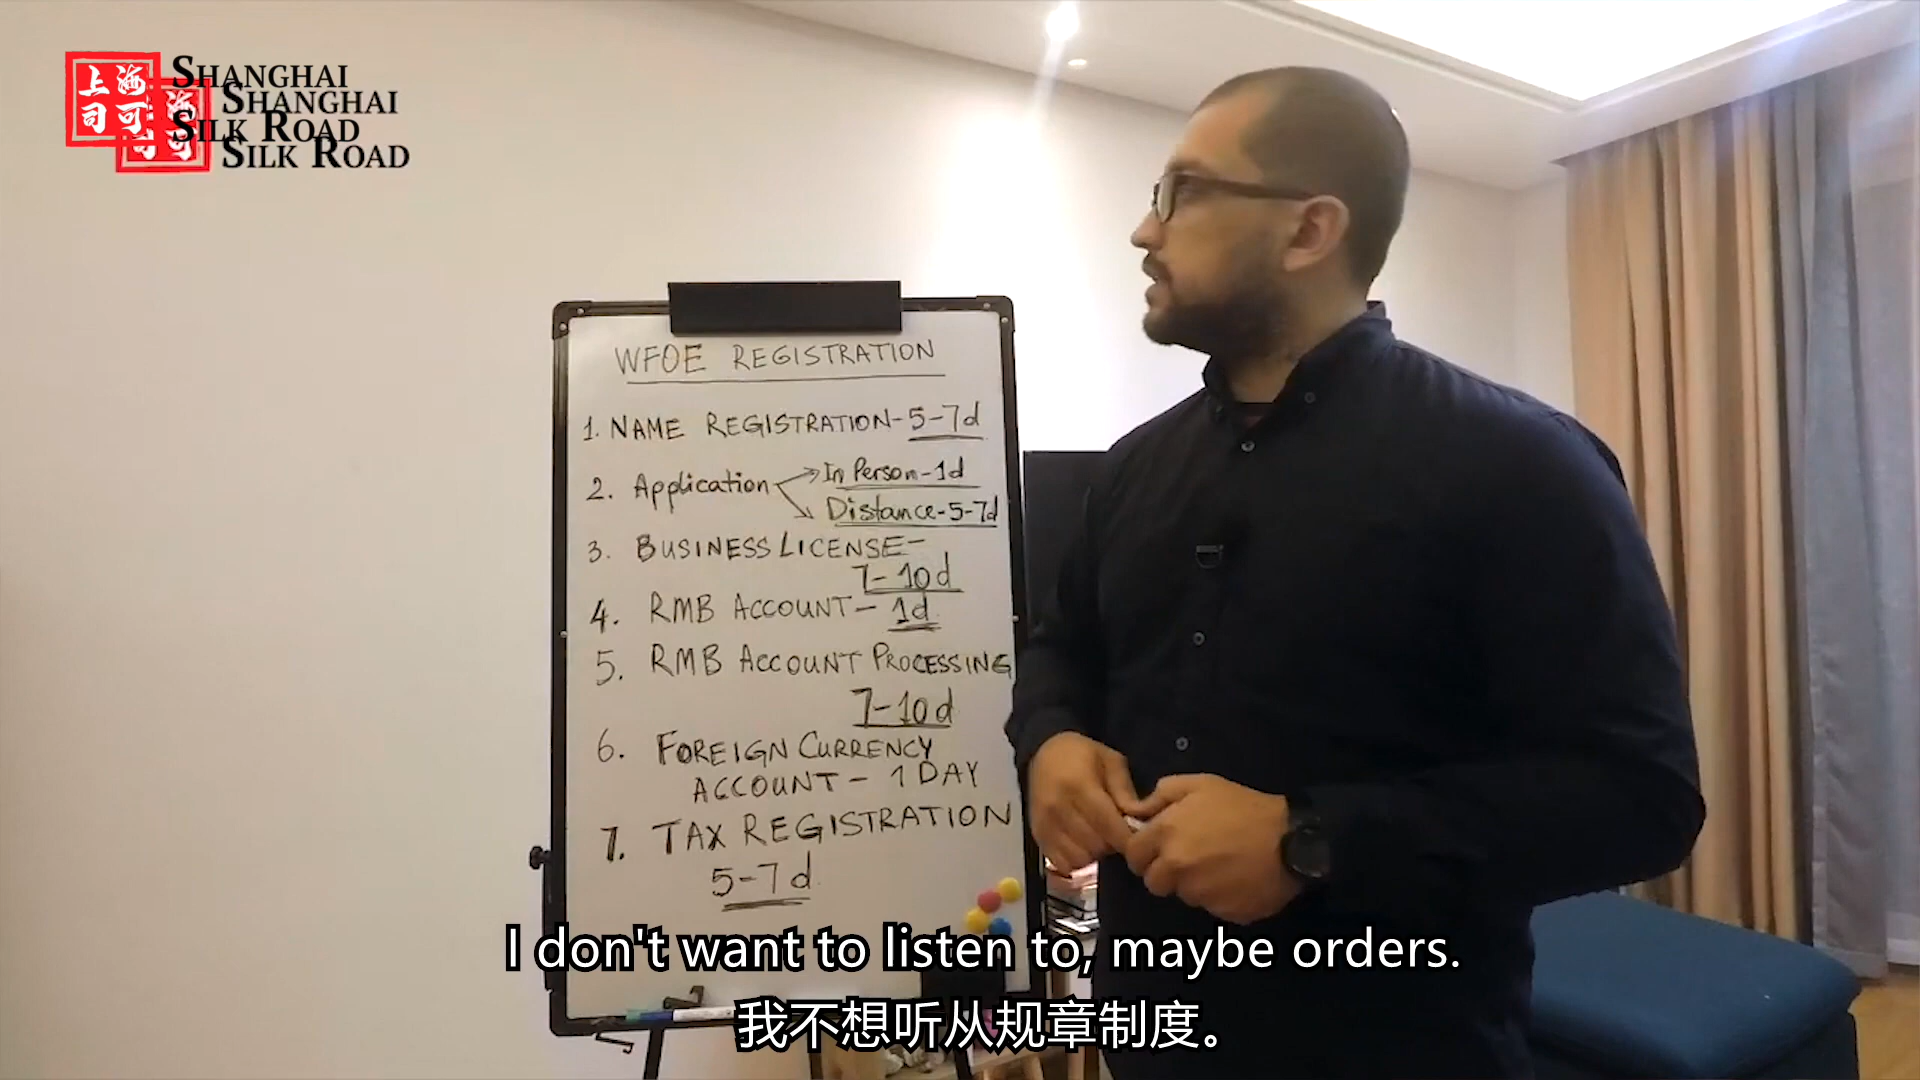 上海
司可
SHANGHAI
SILK ROAD
海
司可
SHANGHAI
SILK ROAD
WFOE REGISTRATION
1. NAME REGISTRATION - 5-7d
2. Application
In Person - 1d
Distance - 5-7d
3. BUSINESS LICENSE -
7-10d
4. RMB ACCOUNT - 1d
5. RMB ACCOUNT PROCESSING
7-10d
6. FOREIGN CURRENCY
ACCOUNT - 1 DAY
7. TAX REGISTRATION
5-7d
I don't want to listen to, maybe orders.
我不想听从规章制度。